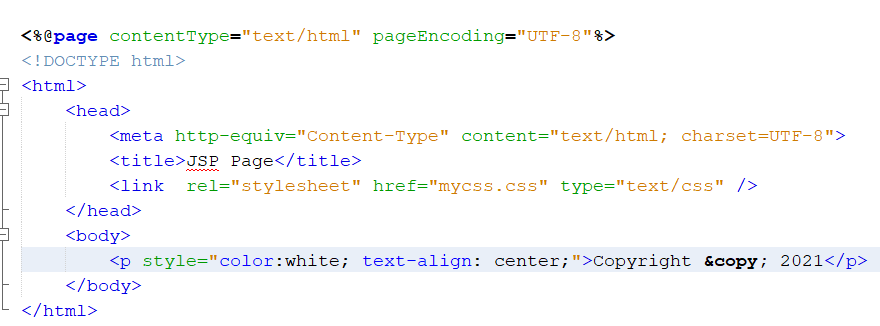 <%@page contentType="text/html" pageEncoding="UTF-8"%>
<!DOCTYPE html>
<html>
    <head>
        <meta http-equiv="Content-Type" content="text/html; charset=UTF-8">
        <title>JSP Page</title>
        <link  rel="stylesheet" href="mycss.css" type="text/css" />
    </head>
    <body>
        <p style="color:white; text-align: center;">Copyright &copy; 2021</p>
    </body>
</html>